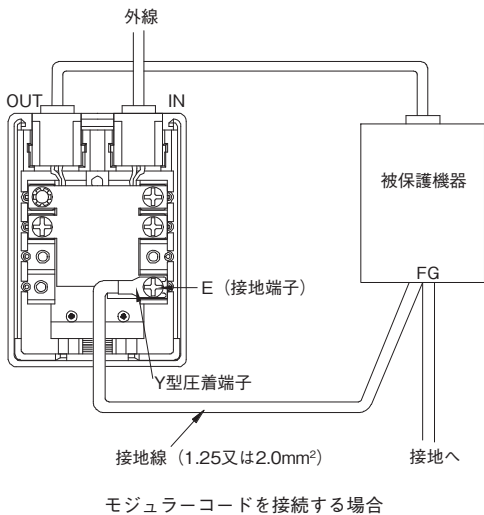 外線
OUT
IN
被保護機器
FG
E（接地端子）
Y型圧着端子
接地線（1.25又は2.0mm²）
接地へ
モジュラーコードを接続する場合